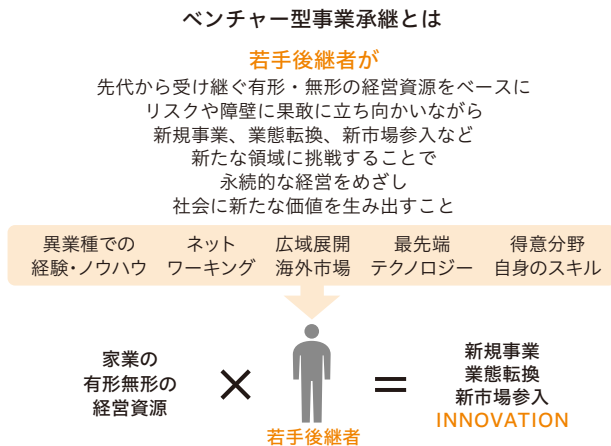 ベンチャー型事業承継とは
若手後継者が
先代から受け継ぐ有形・無形の経営資源をベースに
リスクや障壁に果敢に立ち向かいながら
新規事業、業態転換、新市場参入など
新たな領域に挑戦することで
永続的な経営をめざし
社会に新たな価値を生み出すこと
異業種での
経験・ノウハウ
ネット
ワーキング
広域展開
海外市場
最先端
テクノロジー
得意分野
自身のスキル
家業の
有形無形の
経営資源
×
若手後継者
=
新規事業
業態転換
新市場参入
INNOVATION